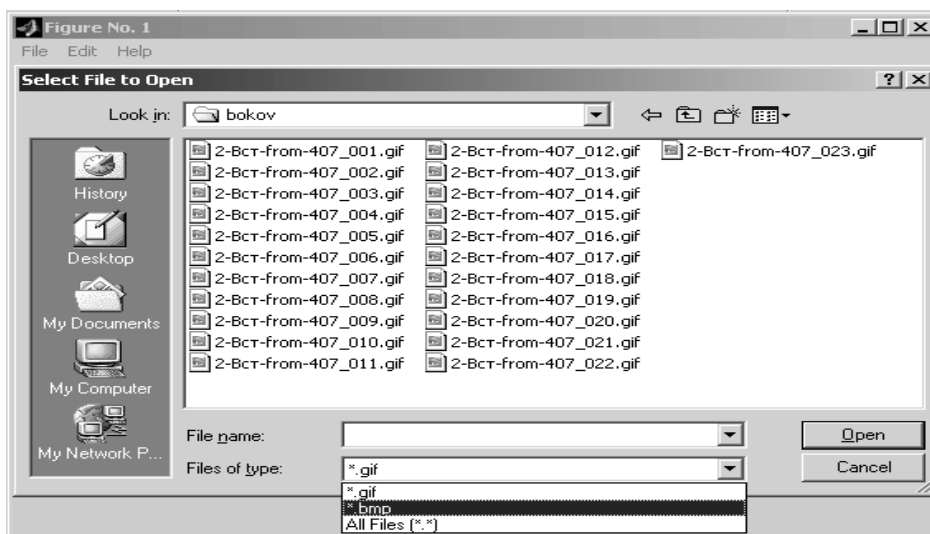 Figure No. 1
File Edit Help
Select File to Open
Look in: bokov
History
Desktop
My Documents
My Computer
My Network P...
2-Вст-from-407_001.gif
2-Вст-from-407_002.gif
2-Вст-from-407_003.gif
2-Вст-from-407_004.gif
2-Вст-from-407_005.gif
2-Вст-from-407_006.gif
2-Вст-from-407_007.gif
2-Вст-from-407_008.gif
2-Вст-from-407_009.gif
2-Вст-from-407_010.gif
2-Вст-from-407_011.gif
2-Вст-from-407_012.gif
2-Вст-from-407_013.gif
2-Вст-from-407_014.gif
2-Вст-from-407_015.gif
2-Вст-from-407_016.gif
2-Вст-from-407_017.gif
2-Вст-from-407_018.gif
2-Вст-from-407_019.gif
2-Вст-from-407_020.gif
2-Вст-from-407_021.gif
2-Вст-from-407_022.gif
2-Вст-from-407_023.gif
File name: Open
Files of type: *.gif Cancel
*.gif
*.bmp
All Files (*.*)